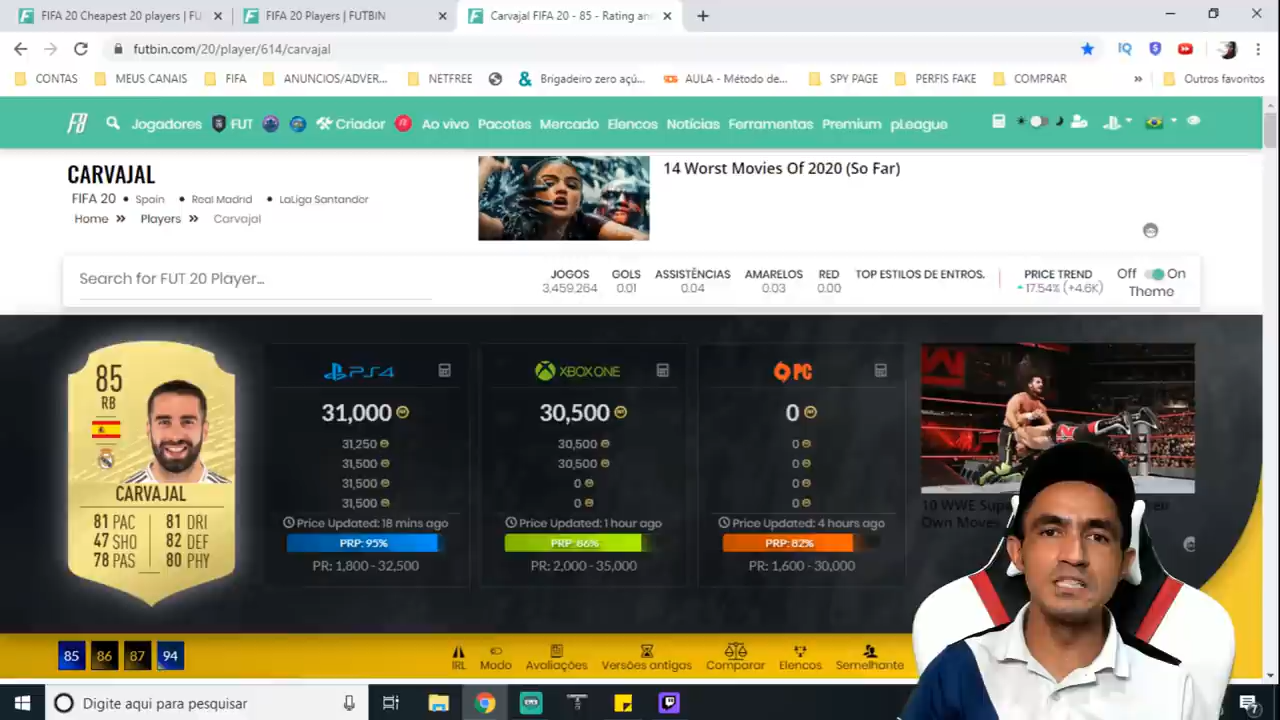 FIFA 20 Cheapest 20 players | FU
FIFA 20 Players | FUTBIN
Carvajal FIFA 20 - 85 - Rating an
futbin.com/20/player/614/carvajal
CONTAS
MEUS CANAIS
FIFA
ANUNCIOS/ADVER...
NETFREE
Brigadeiro zero açú...
AULA - Método de...
SPY PAGE
PERFIS FAKE
COMPRAR
Outros favoritos
Jogadores
FUT
Criador
Ao vivo
Pacotes
Mercado
Elencos
Notícias
Ferramentas
Premium
pLeague
CARVAJAL
FIFA 20 • Spain • Real Madrid • LaLiga Santander
Home » Players » Carvajal
14 Worst Movies Of 2020 (So Far)
Search for FUT 20 Player...
JOGOS
3,459,264
GOLS
0.01
ASSISTÊNCIAS
0.04
AMARELOS
0.03
RED
0.00
TOP ESTILOS DE ENTROS.
PRICE TREND
17.54% (+4.6K)
Off On
Theme
85
RB
CARVAJAL
81 PAC 81 DRI
47 SHO 82 DEF
78 PAS 80 PHY
PS4
31,000
31,250
31,500
31,500
31,500
Price Updated: 18 mins ago
PRP: 95%
PR: 1,800 - 32,500
XBOX ONE
30,500
30,500
30,500
0
0
Price Updated: 1 hour ago
PRP: 86%
PR: 2,000 - 35,000
PC
0
0
0
0
0
Price Updated: 4 hours ago
PRP: 82%
PR: 1,600 - 30,000
10 WWE Sup
Own Moves
85 86 87 94
IRL
Modo
Avaliações
Versões antigas
Comparar
Elencos
Semelhante
Digite aqui para pesquisar